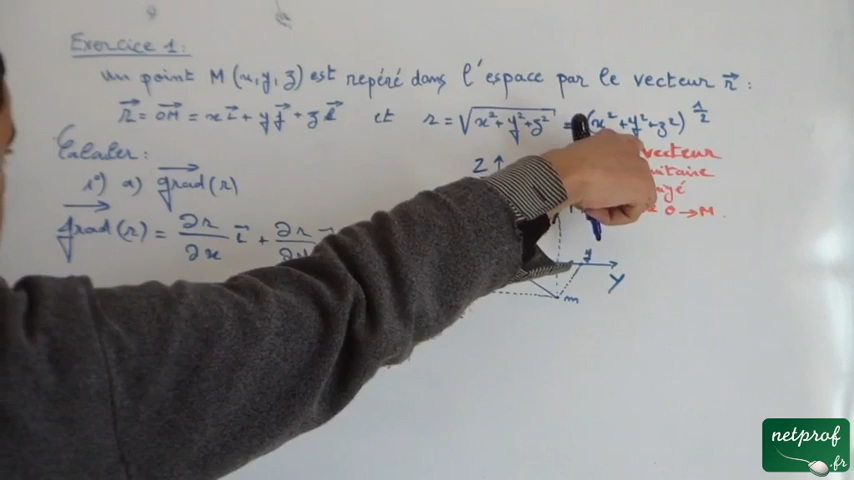 Exercice 1:
un point M(x,y,z) est repéré dans l'espace par le vecteur r⃗ :
r⃗ = OM⃗ = x i⃗ + y j⃗ + z k⃗ et r = √(x²+y²+z²) = (x²+y²+z²)^(1/2)
Calculer:
1°) a) grad⃗(r)
grad⃗(r) = ∂r/∂x i⃗ + ∂r/∂y
vecteur
O → M
Z
y
Y
m
netprof
.fr